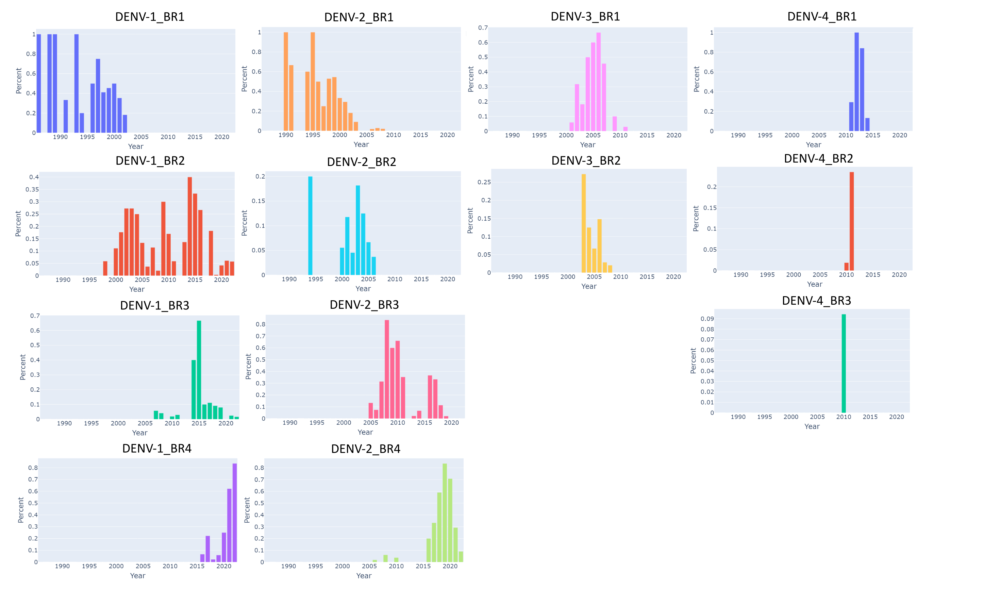 DENV-1_BR1
Percent
1
0.8
0.6
0.4
0.2
0
1990 1995 2000 2005 2010 2015 2020
Year
DENV-2_BR1
Percent
1
0.8
0.6
0.4
0.2
0
1990 1995 2000 2005 2010 2015 2020
Year
DENV-3_BR1
Percent
0.7
0.6
0.5
0.4
0.3
0.2
0.1
0
1990 1995 2000 2005 2010 2015 2020
Year
DENV-4_BR1
Percent
1
0.8
0.6
0.4
0.2
0
1990 1995 2000 2005 2010 2015 2020
Year
DENV-1_BR2
Percent
0.4
0.35
0.3
0.25
0.2
0.15
0.1
0.05
0
1990 1995 2000 2005 2010 2015 2020
Year
DENV-2_BR2
Percent
0.2
0.15
0.1
0.05
0
1990 1995 2000 2005 2010 2015 2020
Year
DENV-3_BR2
Percent
0.25
0.2
0.15
0.1
0.05
0
1990 1995 2000 2005 2010 2015 2020
Year
DENV-4_BR2
Percent
0.2
0.15
0.1
0.05
0
1990 1995 2000 2005 2010 2015 2020
Year
DENV-1_BR3
Percent
0.7
0.6
0.5
0.4
0.3
0.2
0.1
0
1990 1995 2000 2005 2010 2015 2020
Year
DENV-2_BR3
Percent
0.8
0.7
0.6
0.5
0.4
0.3
0.2
0.1
0
1990 1995 2000 2005 2010 2015 2020
Year
DENV-4_BR3
Percent
0.09
0.08
0.07
0.06
0.05
0.04
0.03
0.02
0.01
0
1990 1995 2000 2005 2010 2015 2020
Year
DENV-1_BR4
Percent
0.8
0.7
0.6
0.5
0.4
0.3
0.2
0.1
0
1990 1995 2000 2005 2010 2015 2020
Year
DENV-2_BR4
Percent
0.8
0.7
0.6
0.5
0.4
0.3
0.2
0.1
0
1990 1995 2000 2005 2010 2015 2020
Year